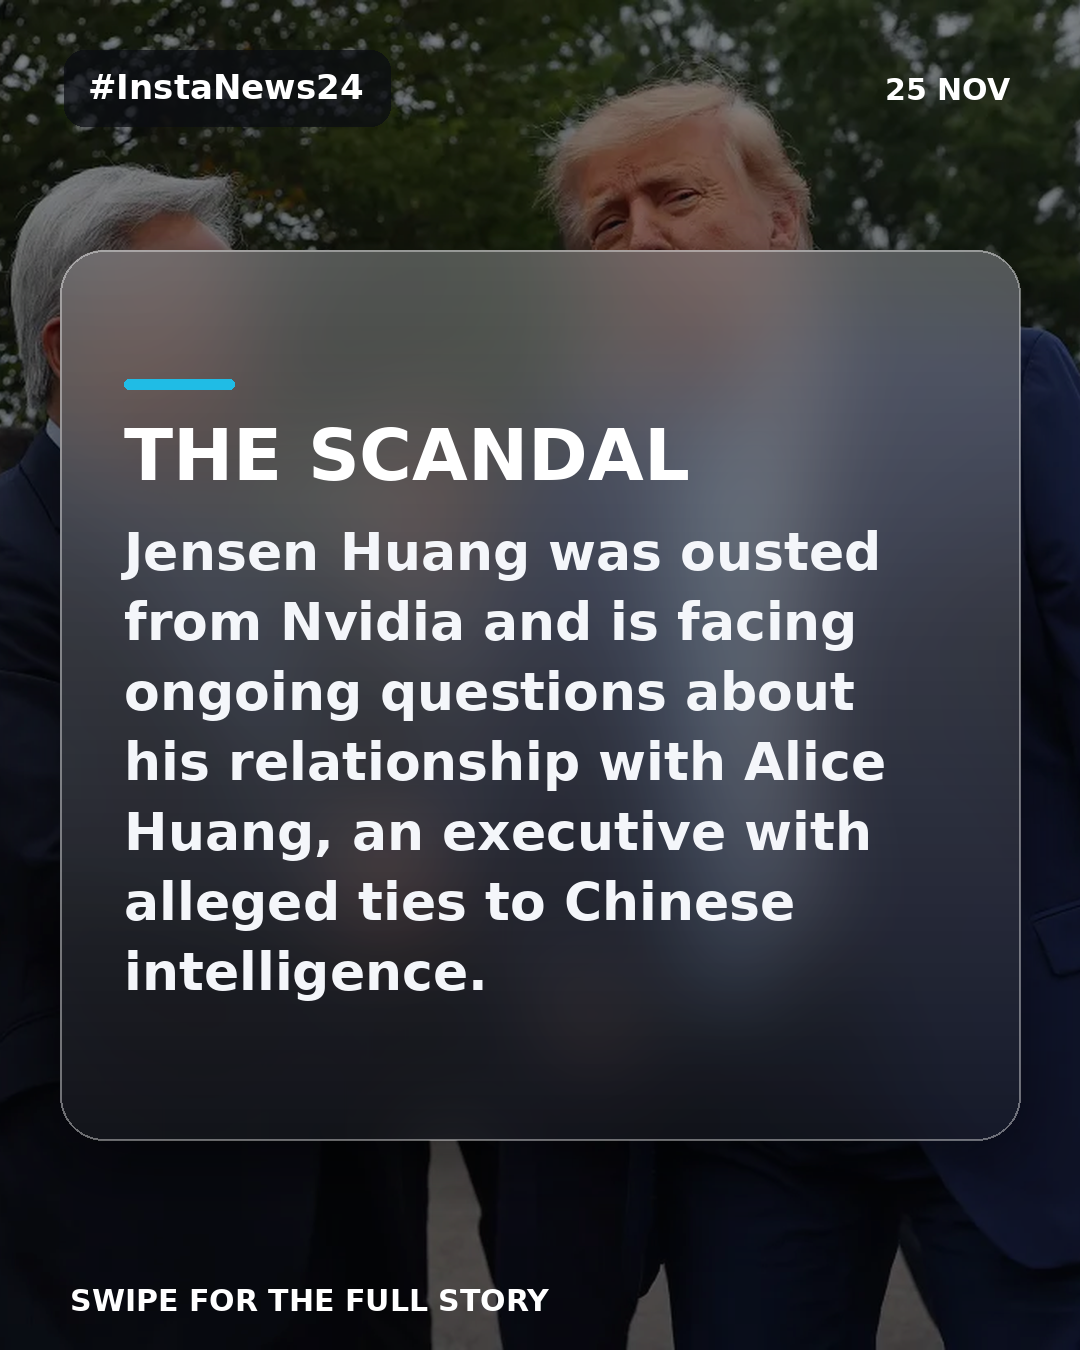 #InstaNews24
25 NOV
THE SCANDAL
Jensen Huang was ousted
from Nvidia and is facing
ongoing questions about
his relationship with Alice
Huang, an executive with
alleged ties to Chinese
intelligence.
SWIPE FOR THE FULL STORY